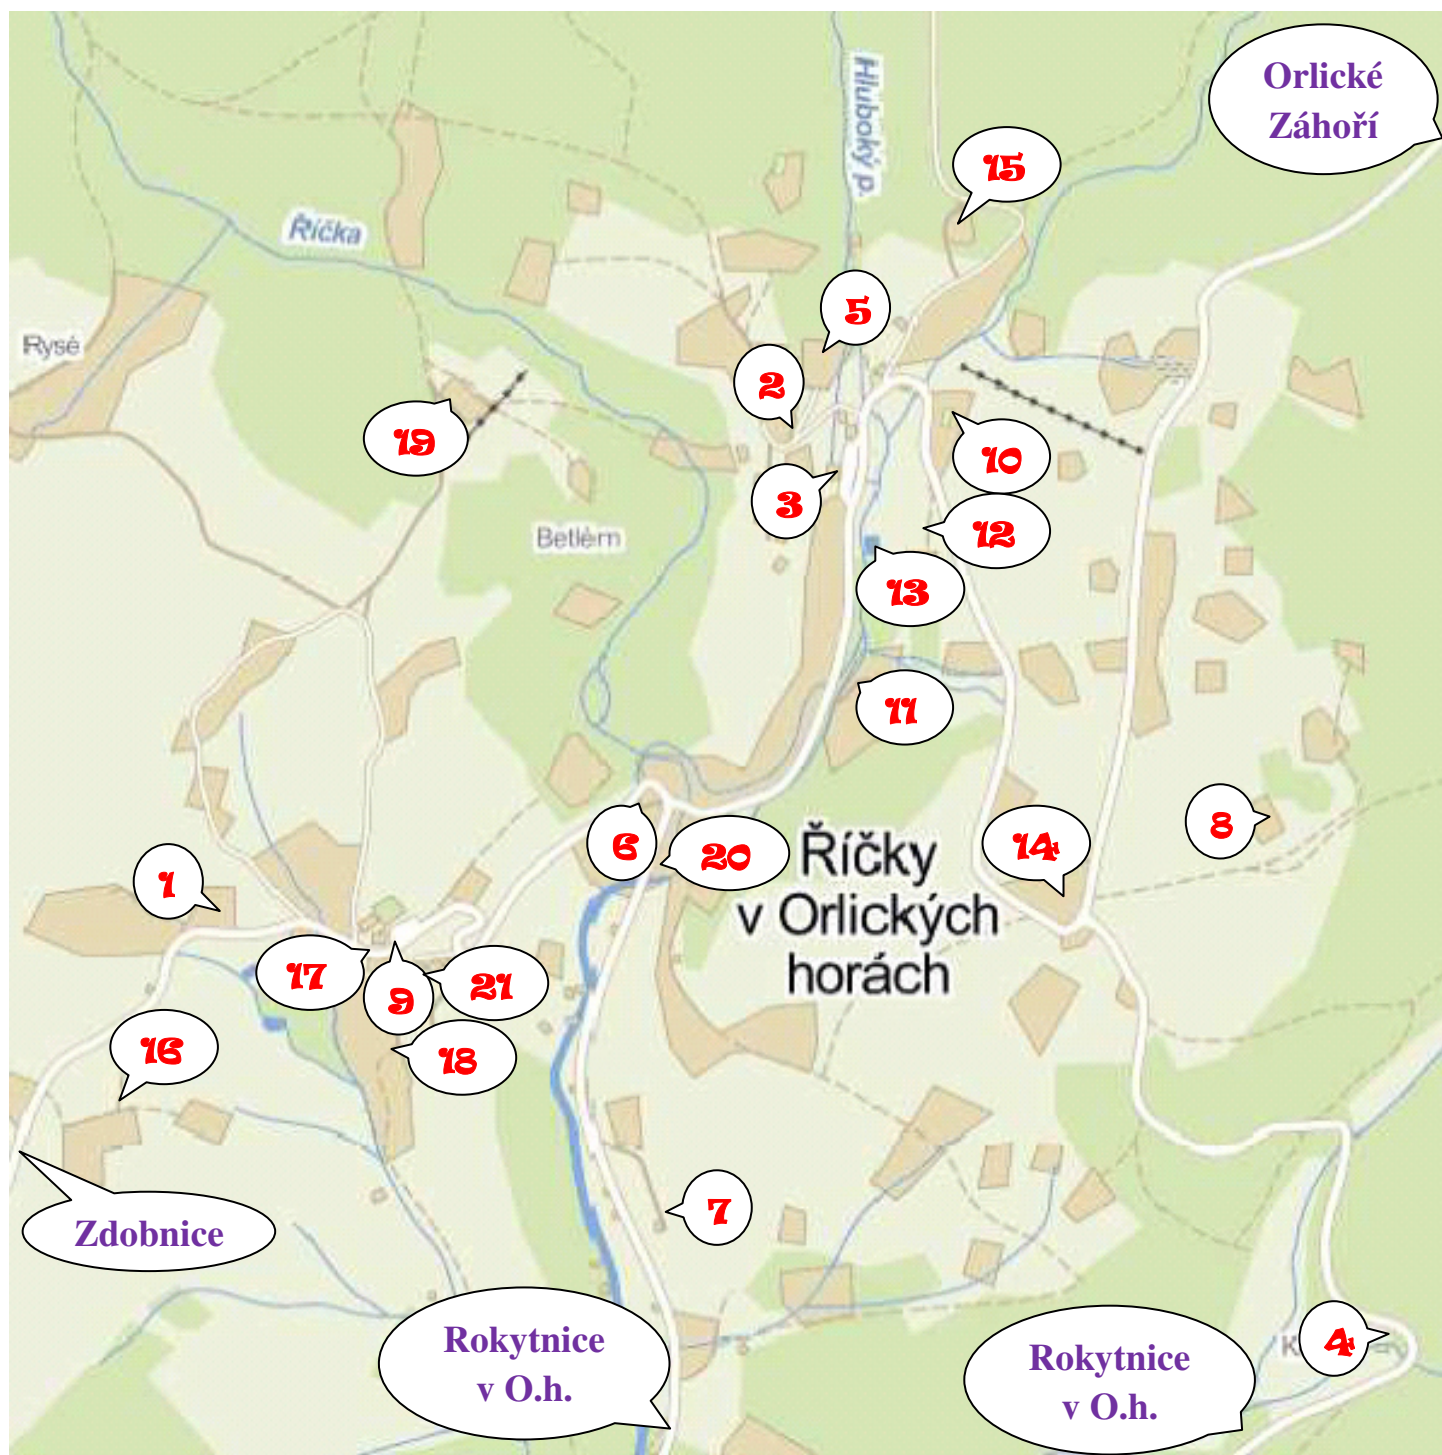 Orlické
Záhoří
Hluboký p.
15
Říčka
5
Rysé
2
19
10
3
12
Betlém
13
11
8
14
6
20
Říčky
v Orlických
horách
1
17
21
9
16
18
7
Zdobnice
Rokytnice
v O.h.
Rokytnice
v O.h.
4